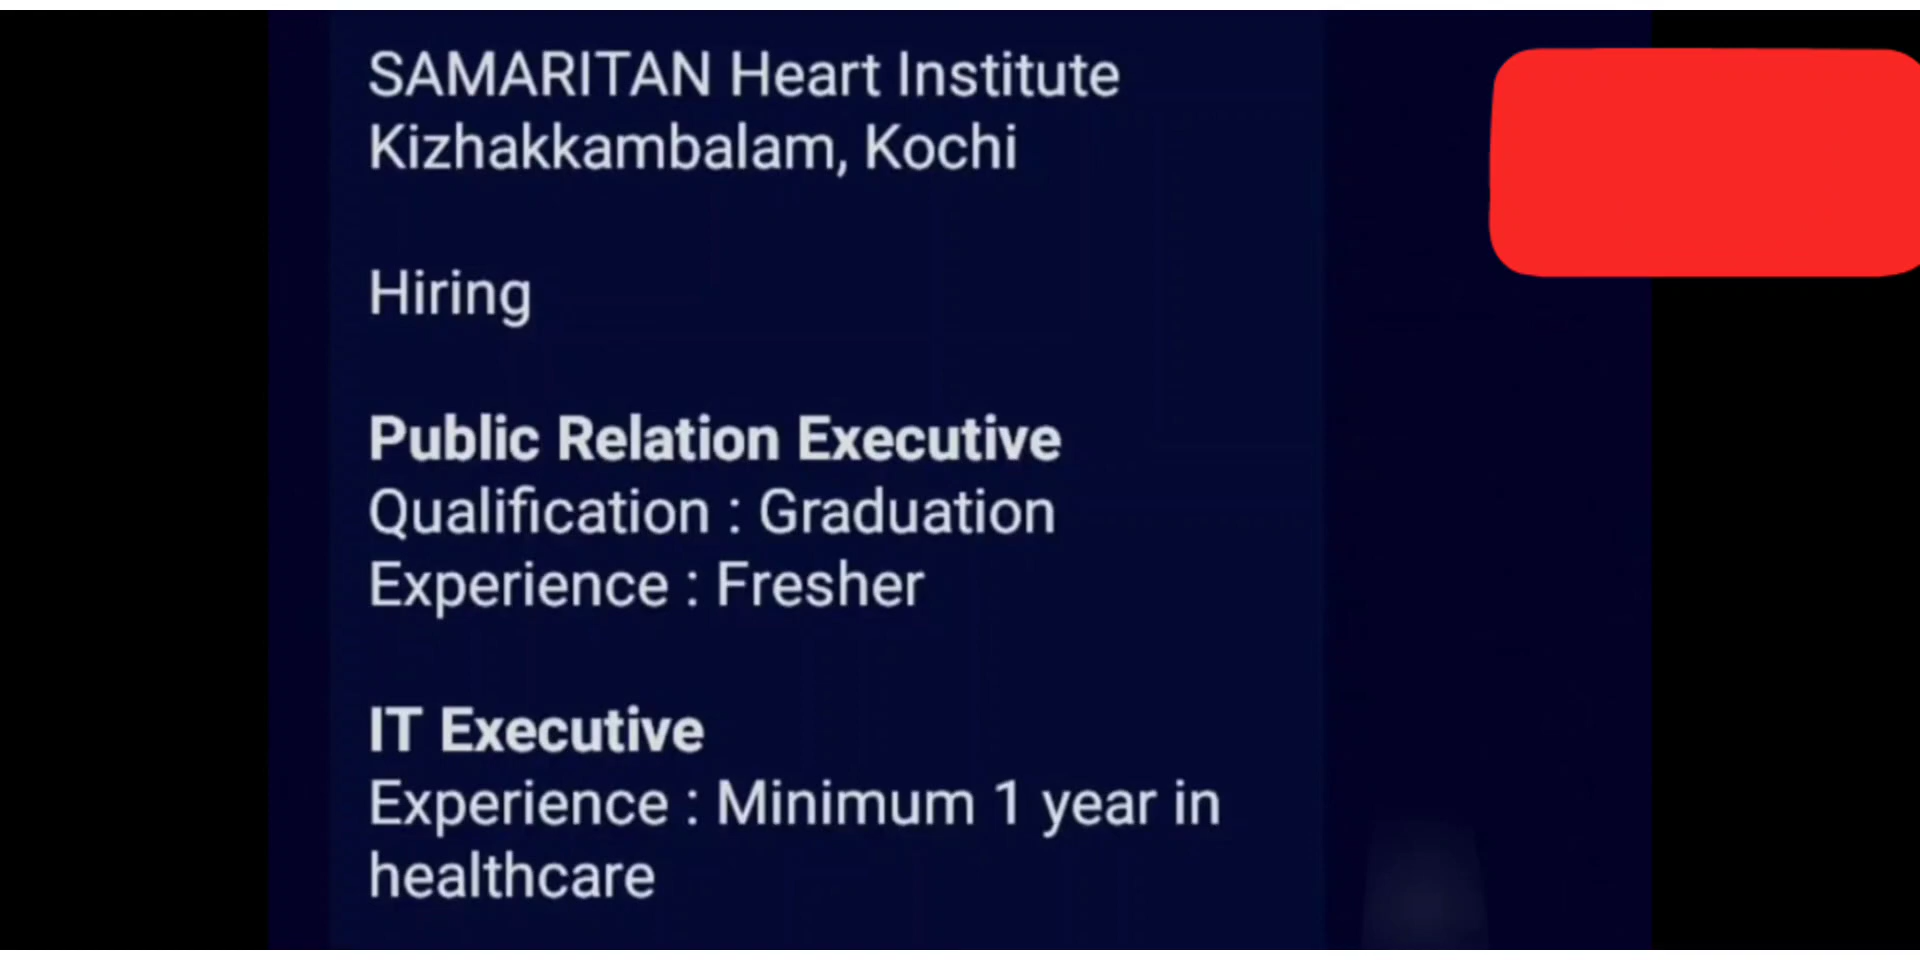 SAMARITAN Heart Institute
Kizhakkambalam, Kochi
Hiring
Public Relation Executive
Qualification : Graduation
Experience : Fresher
IT Executive
Experience : Minimum 1 year in
healthcare